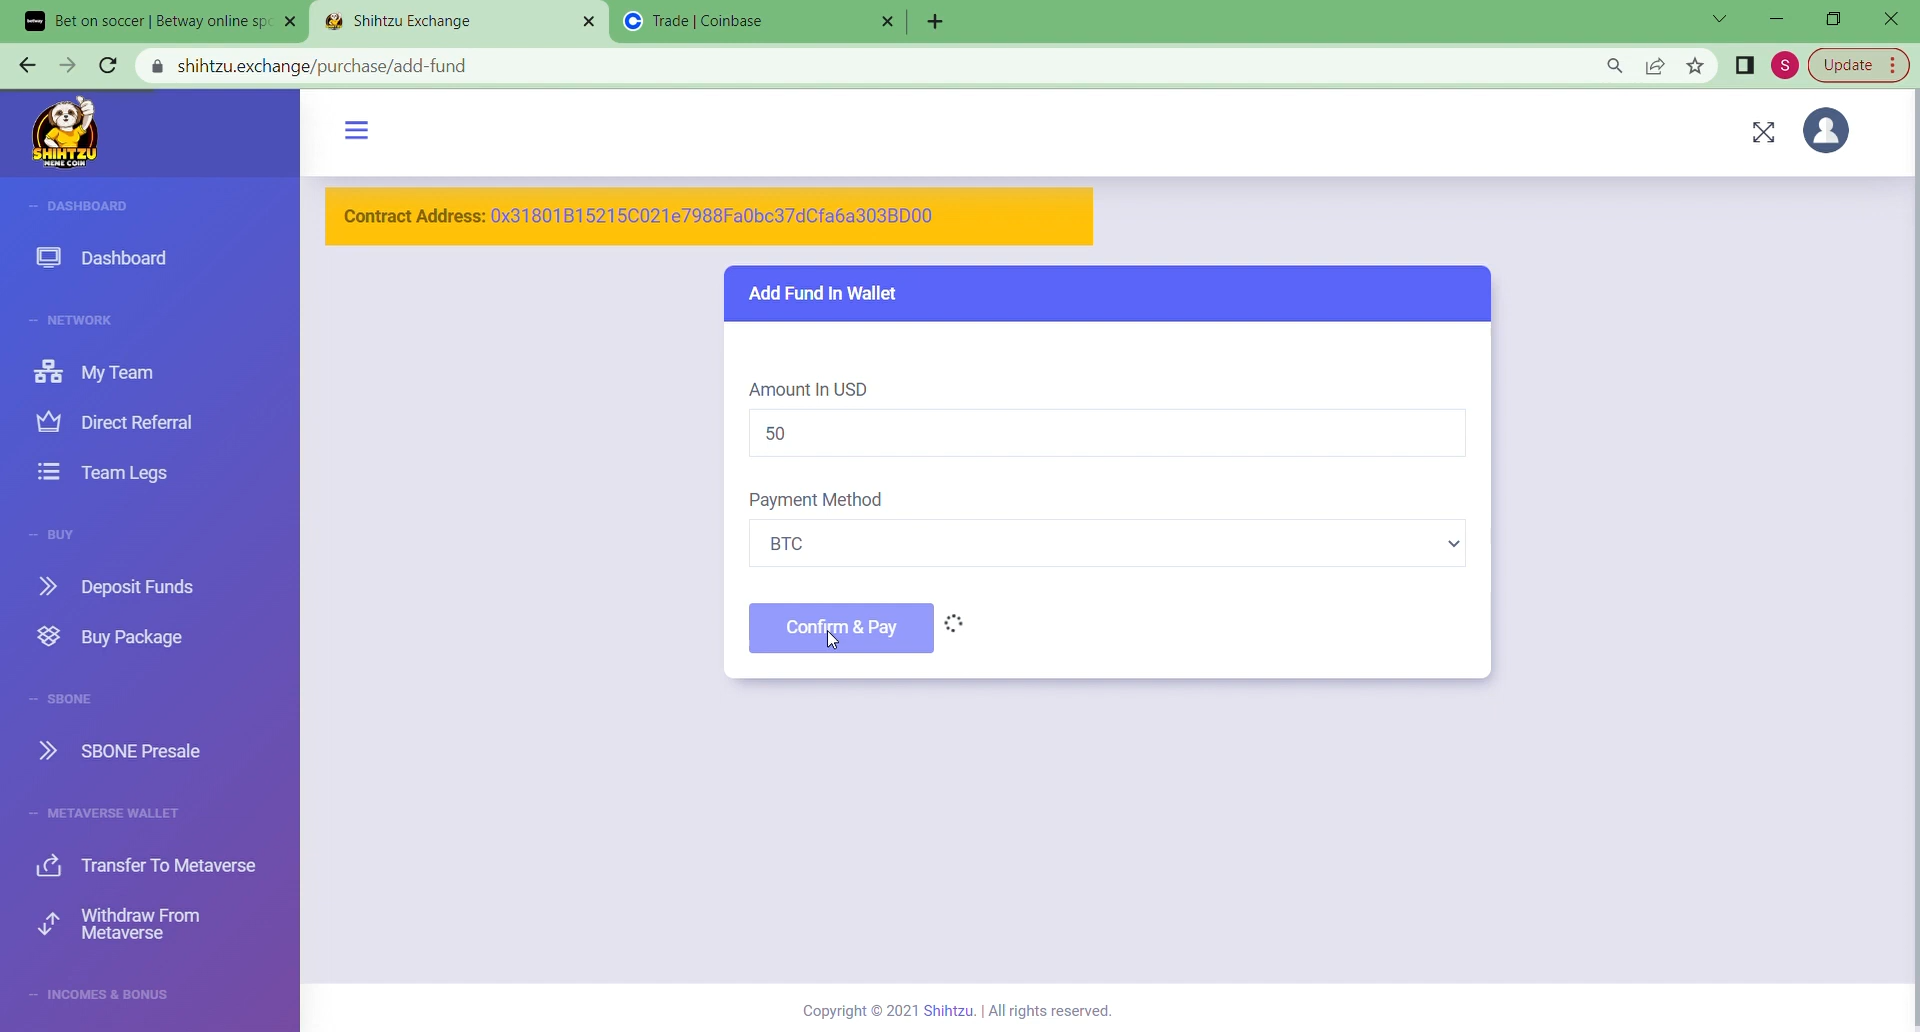 Bet on soccer | Betway online spo
Shihtzu Exchange
Trade | Coinbase
shihtzu.exchange/purchase/add-fund
S
Update
SHIHTZU
MEME COIN
DASHBOARD
Dashboard
NETWORK
My Team
Direct Referral
Team Legs
BUY
Deposit Funds
Buy Package
SBONE
SBONE Presale
METAVERSE WALLET
Transfer To Metaverse
Withdraw From
Metaverse
INCOMES & BONUS
Contract Address: 0x31801B15215C021e7988Fa0bc37dCfa6a303BD00
Add Fund In Wallet
Amount In USD
50
Payment Method
BTC
Confirm & Pay
Copyright © 2021 Shihtzu. | All rights reserved.